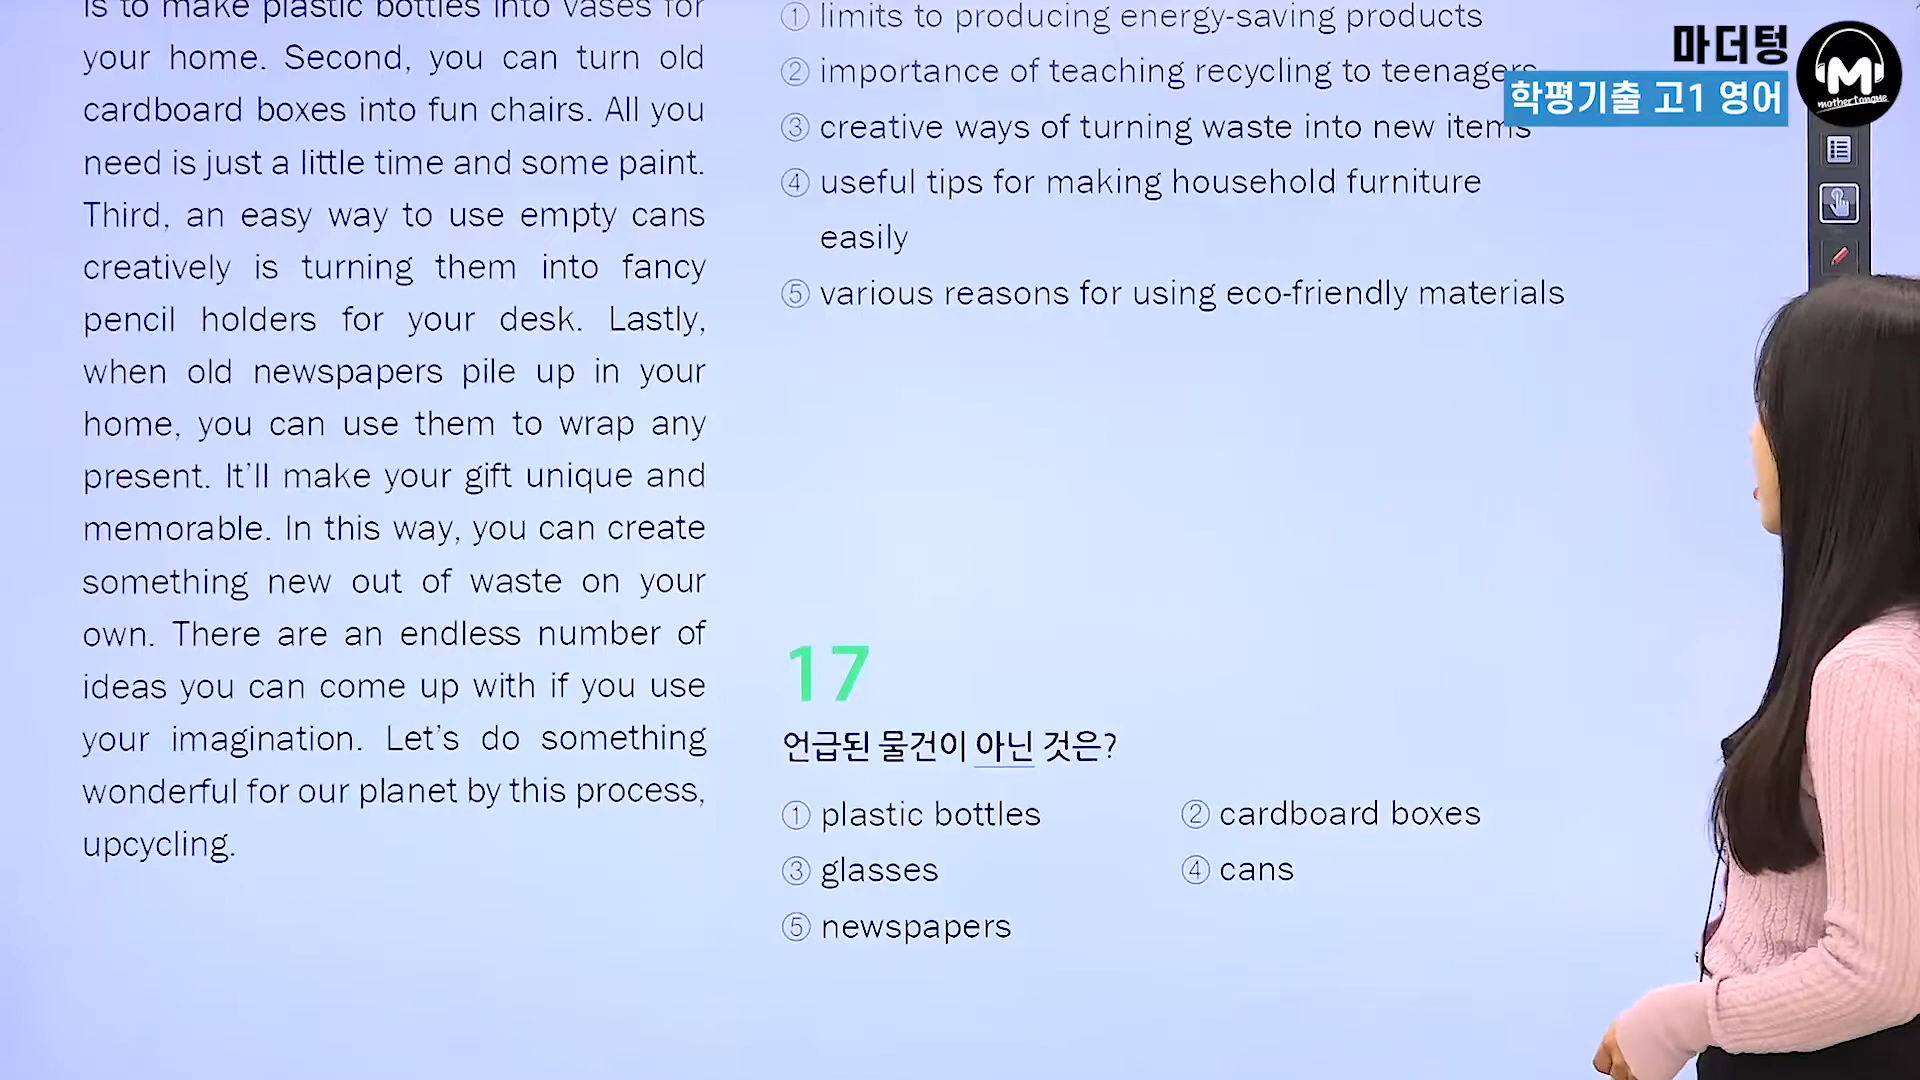 is to make plastic bottles into vases for
your home. Second, you can turn old
cardboard boxes into fun chairs. All you
need is just a little time and some paint.
Third, an easy way to use empty cans
creatively is turning them into fancy
pencil holders for your desk. Lastly,
when old newspapers pile up in your
home, you can use them to wrap any
present. It'll make your gift unique and
memorable. In this way, you can create
something new out of waste on your
own. There are an endless number of
ideas you can come up with if you use
your imagination. Let's do something
wonderful for our planet by this process,
upcycling.
① limits to producing energy-saving products
② importance of teaching recycling to teenagers
③ creative ways of turning waste into new items
④ useful tips for making household furniture
easily
⑤ various reasons for using eco-friendly materials
17
언급된 물건이 아닌 것은?
① plastic bottles ② cardboard boxes
③ glasses ④ cans
⑤ newspapers
마더텅
학평기출 고1 영어
M
mothertongue